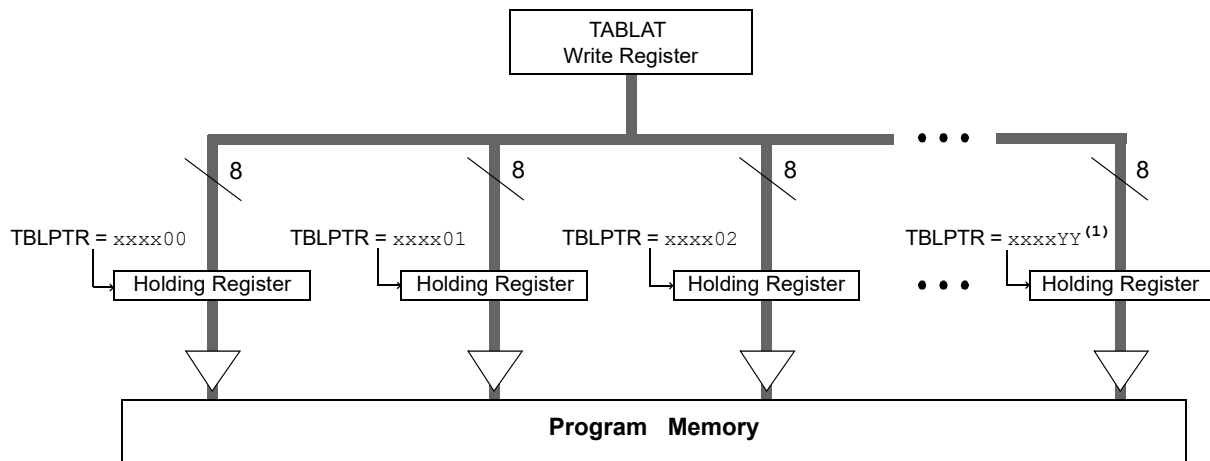 TABLAT
Write Register
8 8 8 8
TBLPTR = xxxx00 TBLPTR = xxxx01 TBLPTR = xxxx02 TBLPTR = xxxxYY(1)
Holding Register Holding Register Holding Register Holding Register
Program Memory